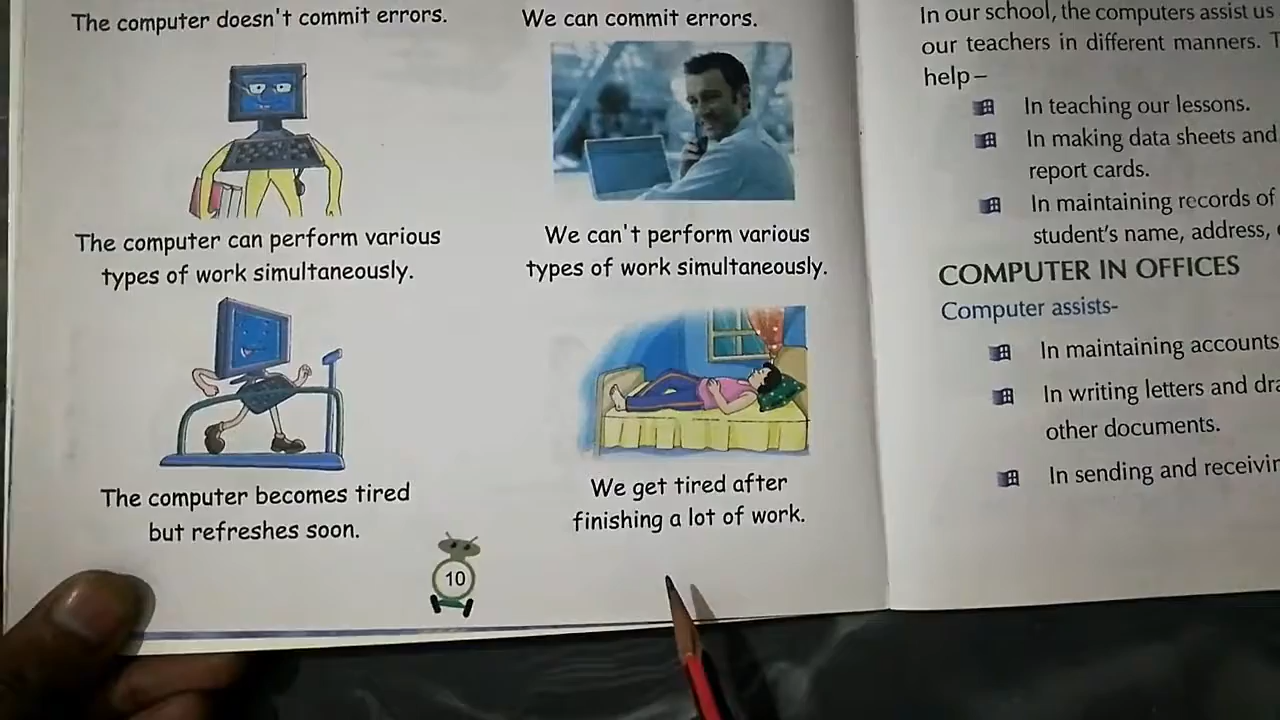 The computer doesn't commit errors.
We can commit errors.
The computer can perform various
types of work simultaneously.
We can't perform various
types of work simultaneously.
The computer becomes tired
but refreshes soon.
We get tired after
finishing a lot of work.
10
In our school, the computers assist us
our teachers in different manners.
help–
In teaching our lessons.
In making data sheets and
report cards.
In maintaining records of
student's name, address,
COMPUTER IN OFFICES
Computer assists-
In maintaining accounts
In writing letters and
other documents.
In sending and